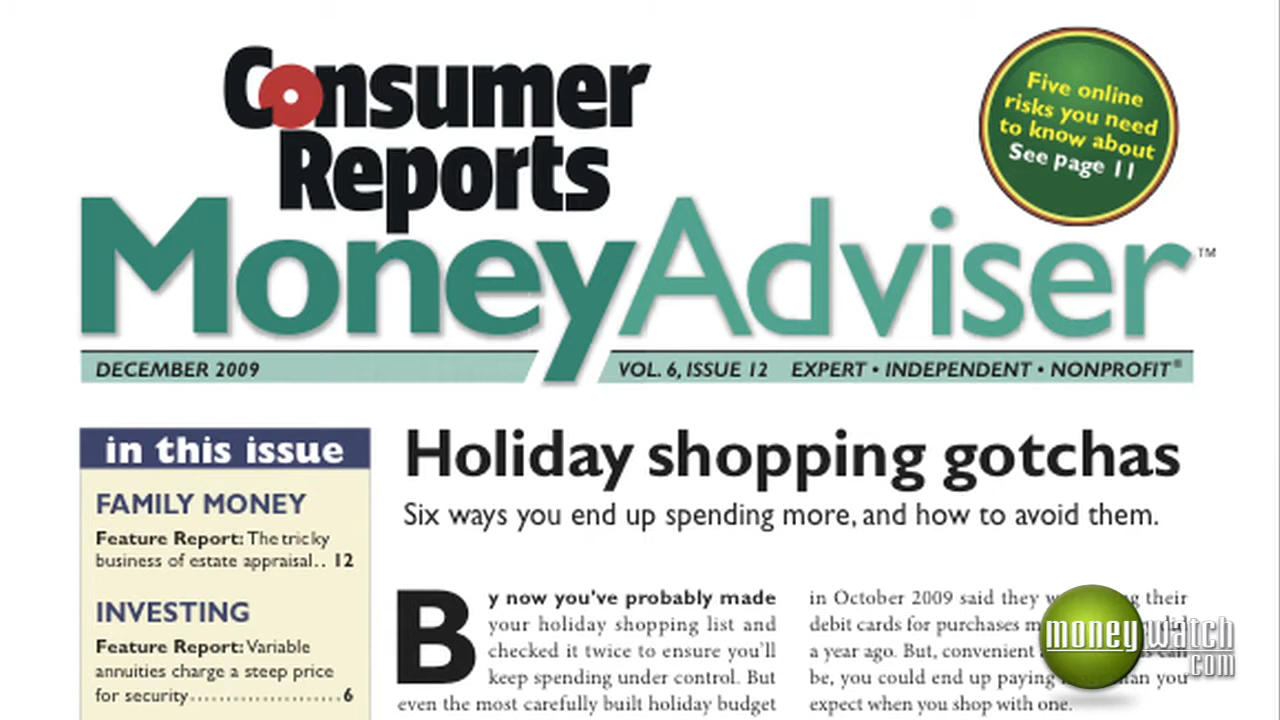 Consumer
Reports
MoneyAdviser™
Five online
risks you need
to know about
See page 11
DECEMBER 2009
VOL. 6, ISSUE 12 EXPERT • INDEPENDENT • NONPROFIT®
in this issue
FAMILY MONEY
Feature Report: The tricky
business of estate appraisal.. 12
INVESTING
Feature Report: Variable
annuities charge a steep price
for security........................... 6
Holiday shopping gotchas
Six ways you end up spending more, and how to avoid them.
By now you've probably made
your holiday shopping list and
checked it twice to ensure you'll
keep spending under control. But
even the most carefully built holiday budget
in October 2009 said they their
debit cards for purchases
a year ago. But, convenient can
be, you could end up paying than you
expect when you shop with one.
moneywatch
.com